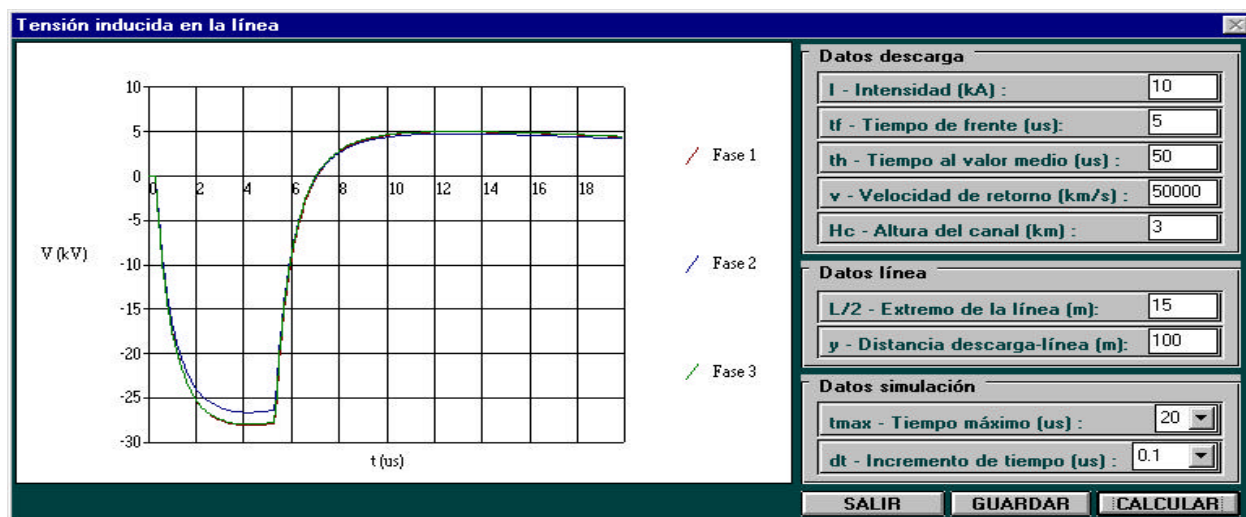 Tensión inducida en la línea
10
5
0
-5
-10
-15
-20
-25
-30
0 2 4 6 8 10 12 14 16 18
V (kV)
t (us)
Fase 1
Fase 2
Fase 3
Datos descarga
I - Intensidad (kA) : 10
tf - Tiempo de frente (us): 5
th - Tiempo al valor medio (us) : 50
v - Velocidad de retorno (km/s) : 50000
Hc - Altura del canal (km) : 3
Datos línea
L/2 - Extremo de la línea (m): 15
y - Distancia descarga-línea (m): 100
Datos simulación
tmax - Tiempo máximo (us) : 20
dt - Incremento de tiempo (us) : 0.1
SALIR GUARDAR CALCULAR